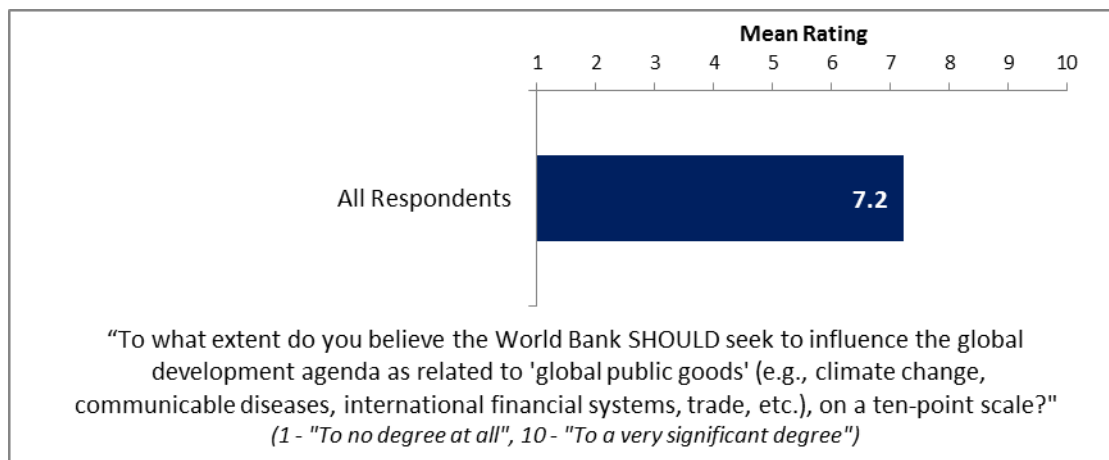 Mean Rating
1 2 3 4 5 6 7 8 9 10
All Respondents 7.2
“To what extent do you believe the World Bank SHOULD seek to influence the global
development agenda as related to 'global public goods' (e.g., climate change,
communicable diseases, international financial systems, trade, etc.), on a ten-point scale?"
(1 - "To no degree at all", 10 - "To a very significant degree")